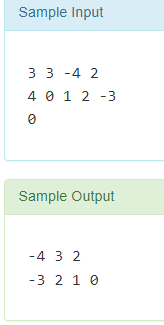 Sample Input
3 3 -4 2
4 0 1 2 -3
0
Sample Output
-4 3 2
-3 2 1 0